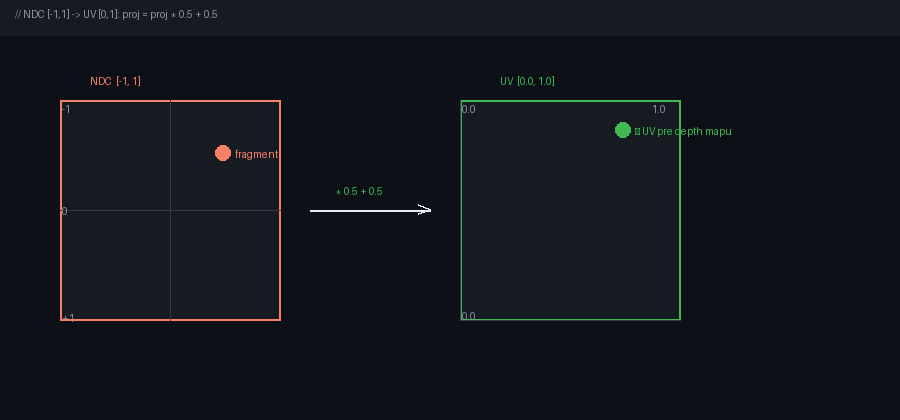 // NDC [-1,1] -> UV [0,1]: proj = proj * 0.5 + 0.5
NDC [-1, 1]
UV [0.0, 1.0]
-1
0.0
1.0
fragment
UV pre depth mapu
* 0.5 + 0.5
0
+1
0.0